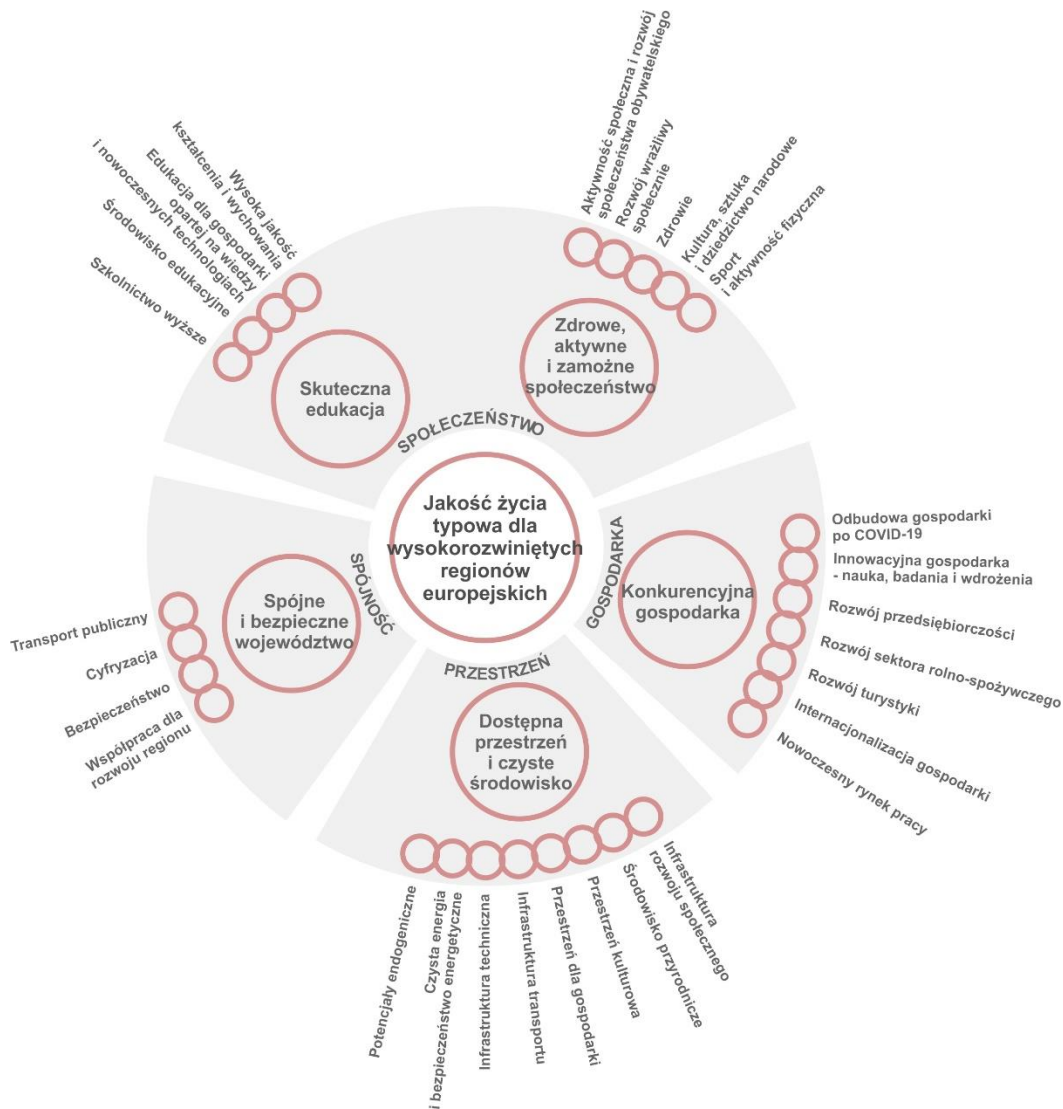 Jakość życia
typowa dla
wysokorozwiniętych
regionów
europejskich
SPOŁECZEŃSTWO
Skuteczna
edukacja
Wysoka jakość
kształcenia i wychowania
Edukacja dla gospodarki
opartej na wiedzy
i nowoczesnych technologiach
Środowisko edukacyjne
Szkolnictwo wyższe
Zdrowe,
aktywne
i zamożne
społeczeństwo
Aktywność społeczna i rozwój
społeczeństwa obywatelskiego
Rozwój wrażliwy
społecznie
Zdrowie
Kultura, sztuka
i dziedzictwo narodowe
Sport
i aktywność fizyczna
GOSPODARKA
Konkurencyjna
gospodarka
Odbudowa gospodarki
po COVID-19
Innowacyjna gospodarka
- nauka, badania i wdrożenia
Rozwój przedsiębiorczości
Rozwój sektora rolno-spożywczego
Rozwój turystyki
Internacjonalizacja gospodarki
Nowoczesny rynek pracy
PRZESTRZEŃ
Dostępna
przestrzeń
i czyste
środowisko
Infrastruktura
rozwoju społecznego
Środowisko przyrodnicze
Przestrzeń kulturowa
Przestrzeń dla gospodarki
Infrastruktura transportu
Infrastruktura techniczna
Czysta energia
i bezpieczeństwo energetyczne
Potencjały endogeniczne
SPÓJNOŚĆ
Spójne
i bezpieczne
województwo
Transport publiczny
Cyfryzacja
Bezpieczeństwo
Współpraca dla
rozwoju regionu